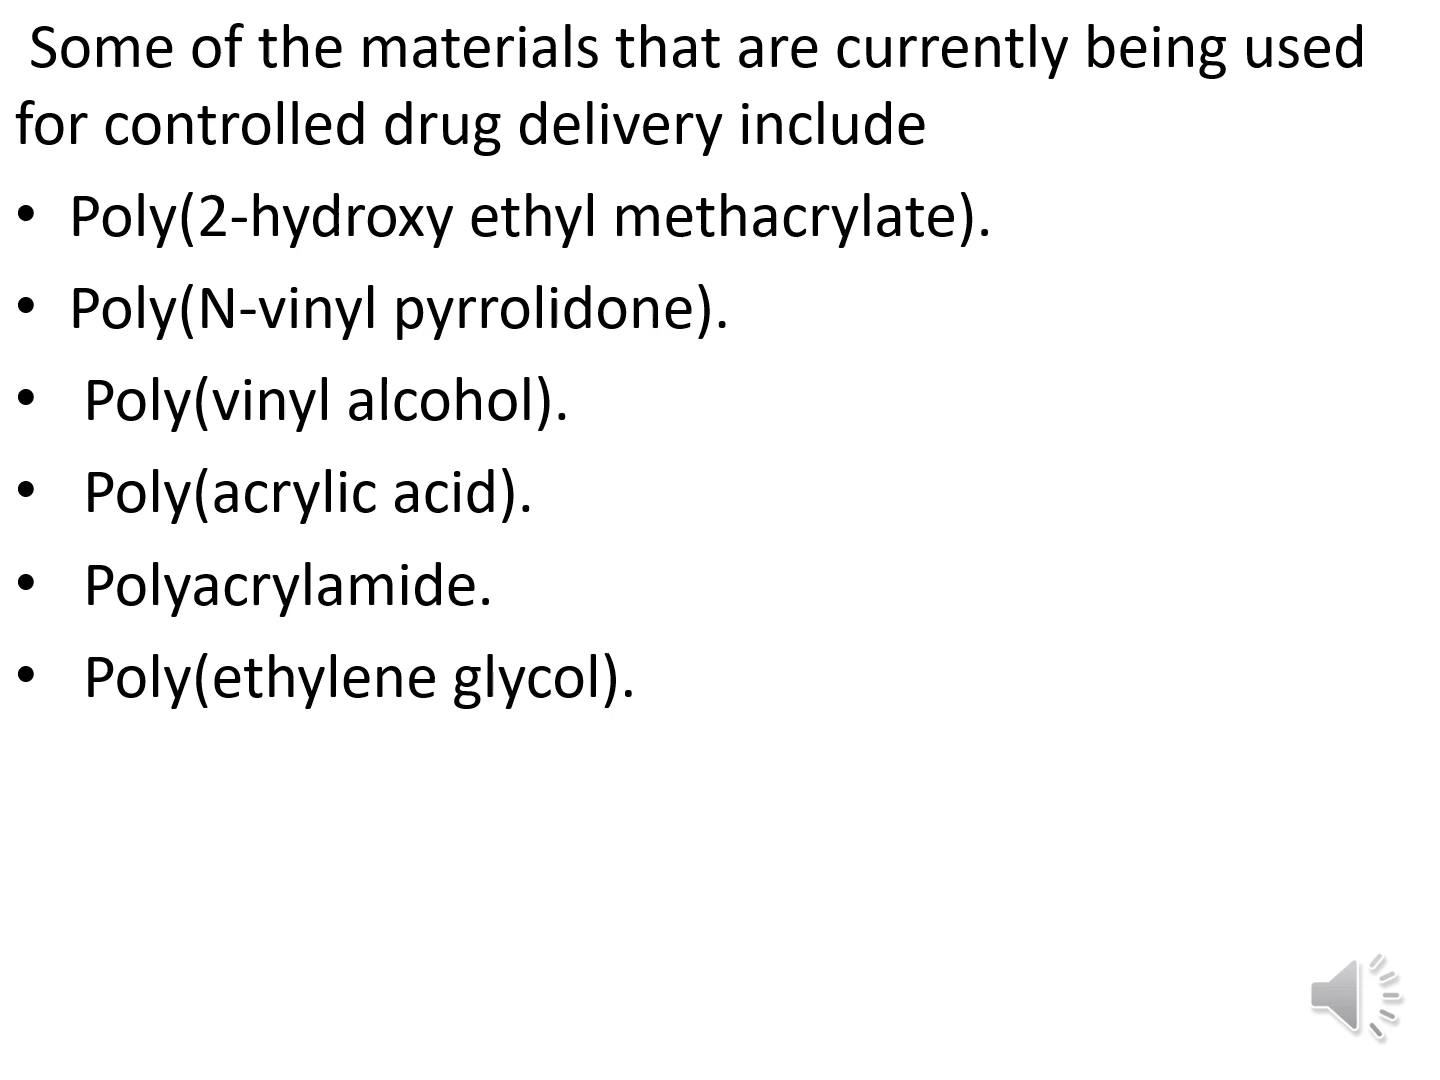 Some of the materials that are currently being used
for controlled drug delivery include
• Poly(2-hydroxy ethyl methacrylate).
• Poly(N-vinyl pyrrolidone).
• Poly(vinyl alcohol).
• Poly(acrylic acid).
• Polyacrylamide.
• Poly(ethylene glycol).